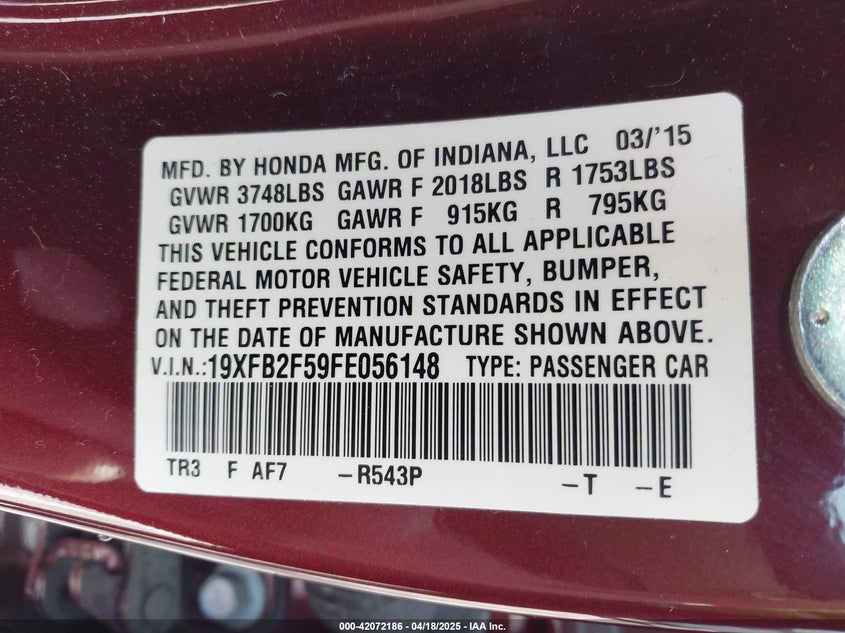 MFD. BY HONDA MFG. OF INDIANA, LLC 03/'15
GVWR 3748LBS GAWR F 2018LBS R 1753LBS
GVWR 1700KG GAWR F 915KG R 795KG
THIS VEHICLE CONFORMS TO ALL APPLICABLE
FEDERAL MOTOR VEHICLE SAFETY, BUMPER,
AND THEFT PREVENTION STANDARDS IN EFFECT
ON THE DATE OF MANUFACTURE SHOWN ABOVE.
V.I.N.:19XFB2F59FE056148 TYPE: PASSENGER CAR
TR3 F AF7 –R543P –T –E
000-42072186 / 04/18/2025 / IAA Inc.